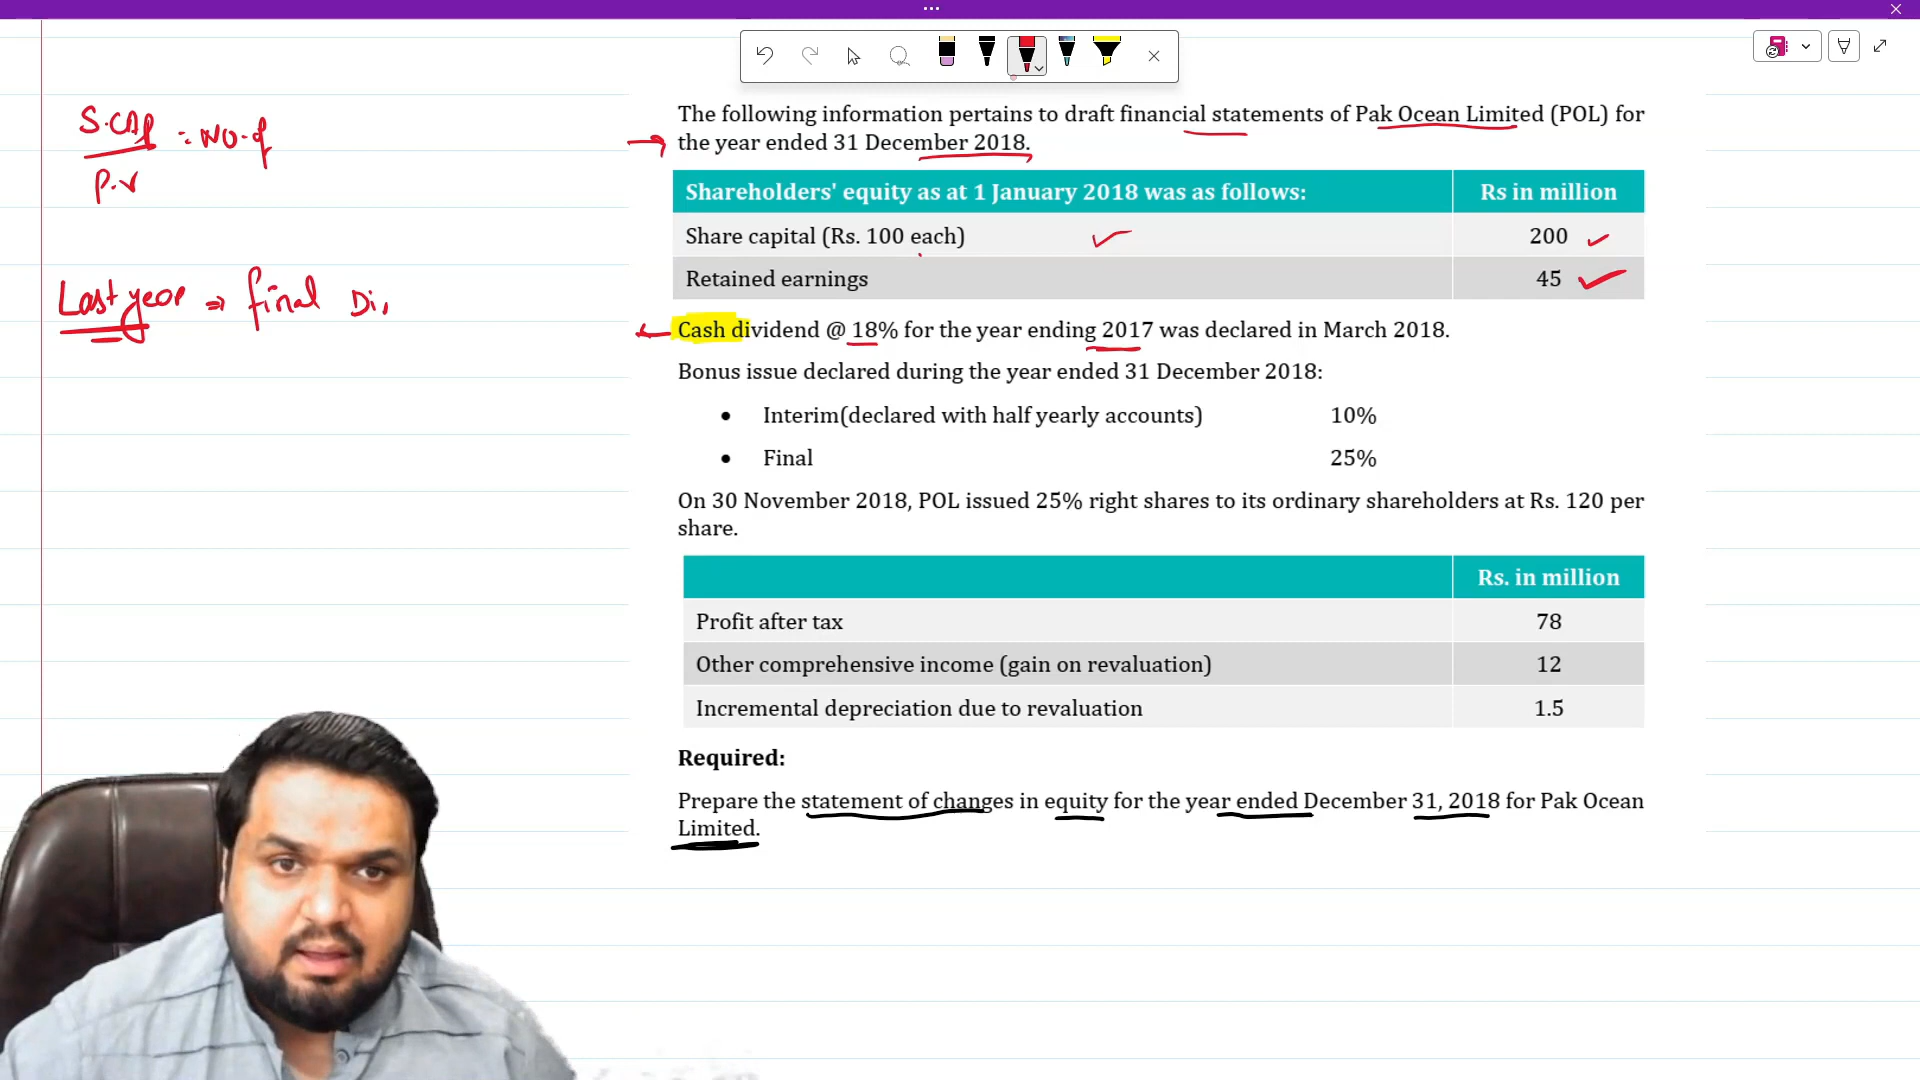 S.CAP = NO. of
P.V
Last year ⇒ final Di
The following information pertains to draft financial statements of Pak Ocean Limited (POL) for
the year ended 31 December 2018.
Shareholders' equity as at 1 January 2018 was as follows: Rs in million
Share capital (Rs. 100 each) 200
Retained earnings 45
Cash dividend @ 18% for the year ending 2017 was declared in March 2018.
Bonus issue declared during the year ended 31 December 2018:
• Interim(declared with half yearly accounts) 10%
• Final 25%
On 30 November 2018, POL issued 25% right shares to its ordinary shareholders at Rs. 120 per
share.
Rs. in million
Profit after tax 78
Other comprehensive income (gain on revaluation) 12
Incremental depreciation due to revaluation 1.5
Required:
Prepare the statement of changes in equity for the year ended December 31, 2018 for Pak Ocean
Limited.